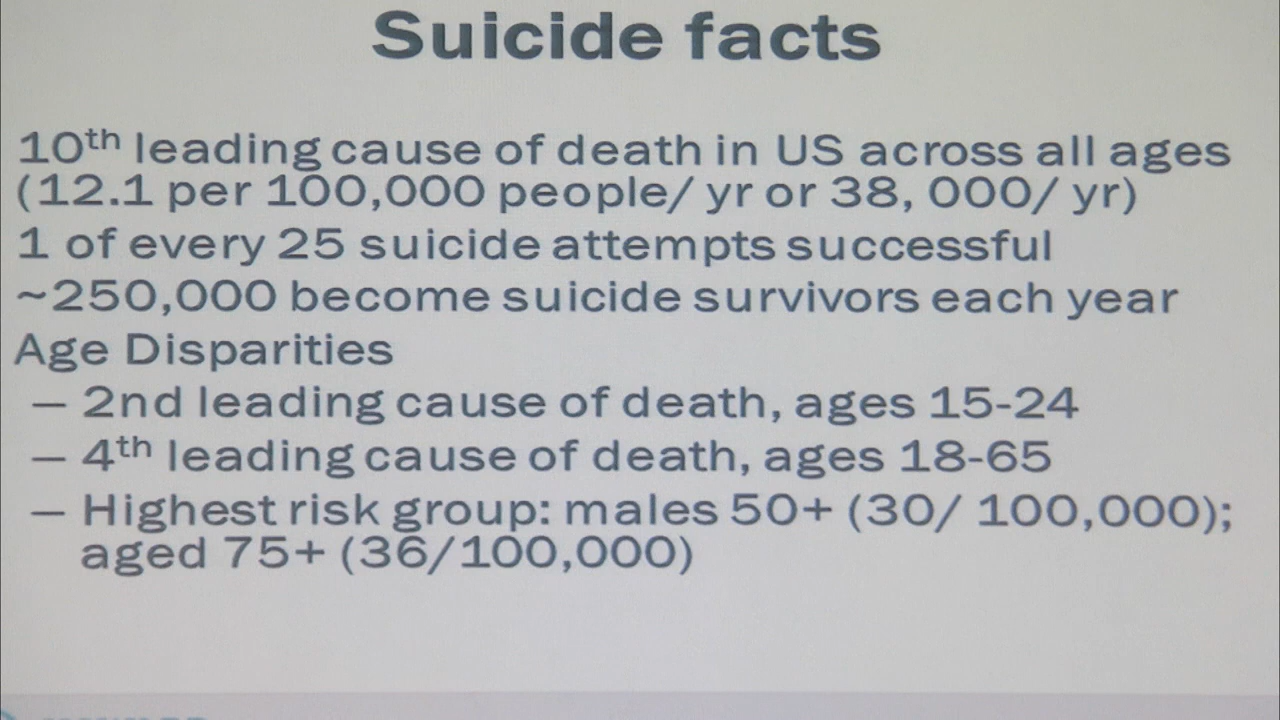 Suicide facts
10th leading cause of death in US across all ages
(12.1 per 100,000 people/ yr or 38, 000/ yr)
1 of every 25 suicide attempts successful
~250,000 become suicide survivors each year
Age Disparities
– 2nd leading cause of death, ages 15-24
– 4th leading cause of death, ages 18-65
– Highest risk group: males 50+ (30/ 100,000);
aged 75+ (36/100,000)